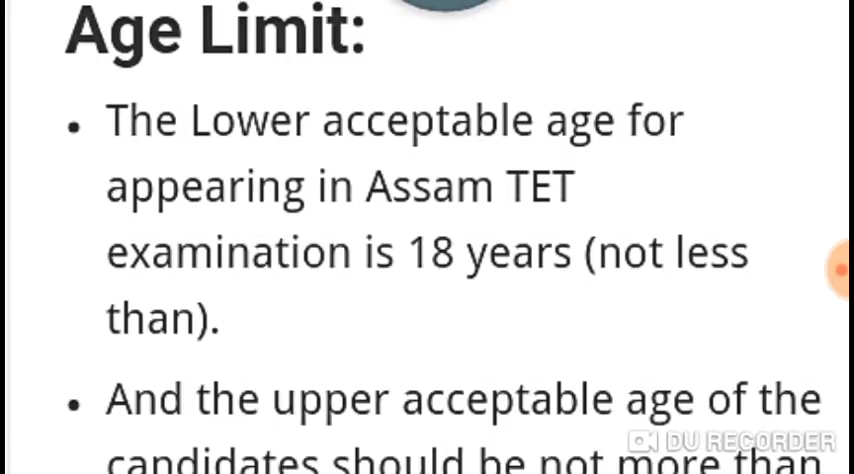 Age Limit:
• The Lower acceptable age for
appearing in Assam TET
examination is 18 years (not less
than).
• And the upper acceptable age of the
candidates should be not more than
DU RECORDER